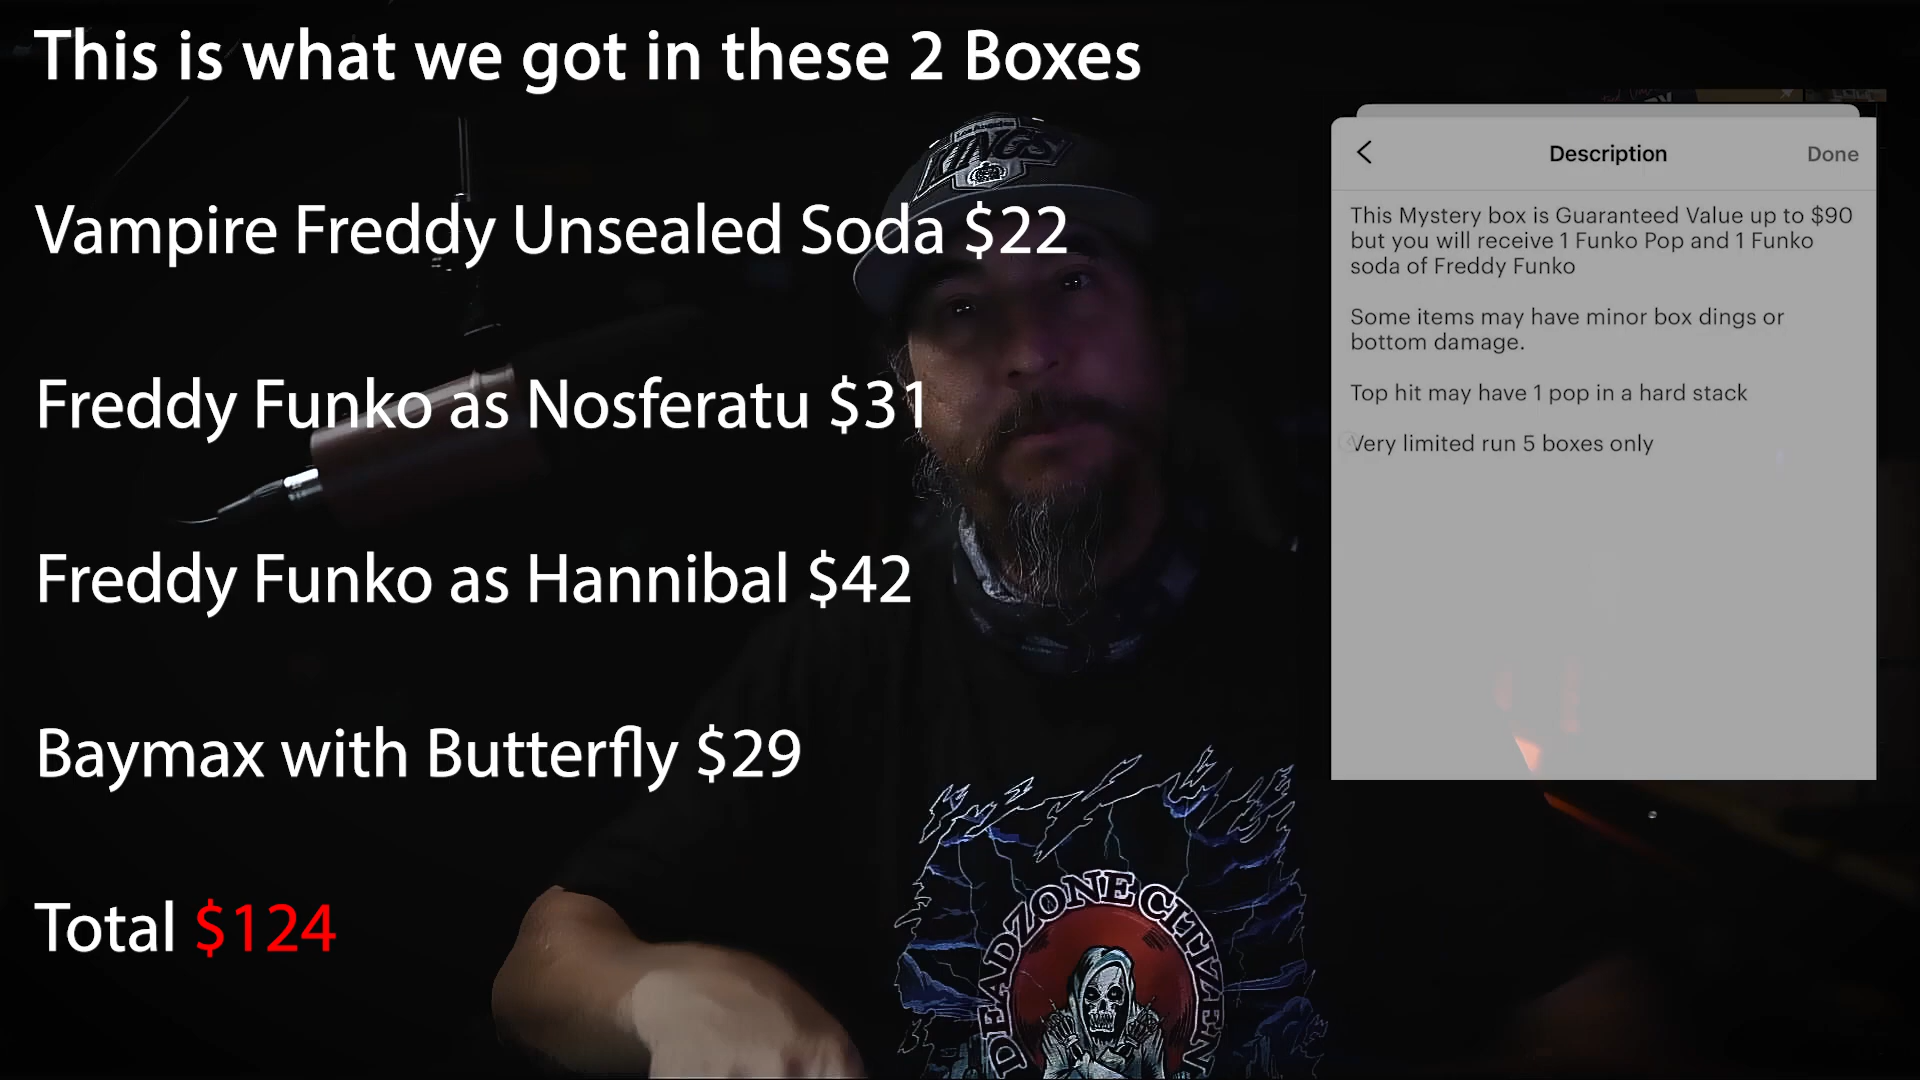 This is what we got in these 2 Boxes
Vampire Freddy Unsealed Soda $22
Freddy Funko as Nosferatu $31
Freddy Funko as Hannibal $42
Baymax with Butterfly $29
Total $124
Description
Done
This Mystery box is Guaranteed Value up to $90
but you will receive 1 Funko Pop and 1 Funko
soda of Freddy Funko
Some items may have minor box dings or
bottom damage.
Top hit may have 1 pop in a hard stack
Very limited run 5 boxes only
KINGS
DEADZONE CITIZEN